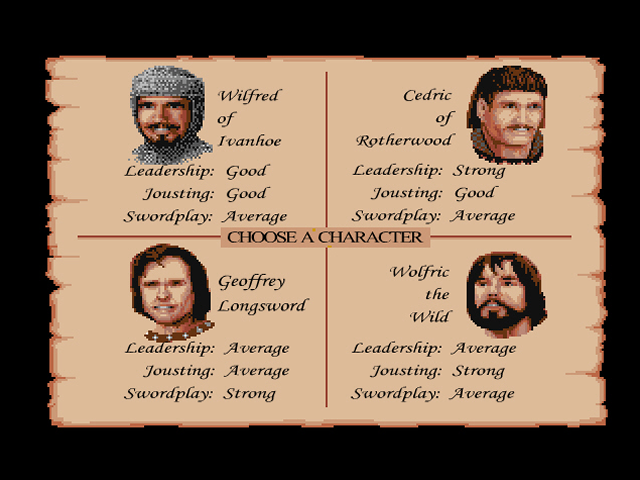 Wilfred
of
Ivanhoe
Leadership: Good
Jousting: Good
Swordplay: Average
Cedric
of
Rotherwood
Leadership: Strong
Jousting: Good
Swordplay: Average
CHOOSE A CHARACTER
Geoffrey
Longsword
Leadership: Average
Jousting: Average
Swordplay: Strong
Wolfric
the
Wild
Leadership: Average
Jousting: Strong
Swordplay: Average